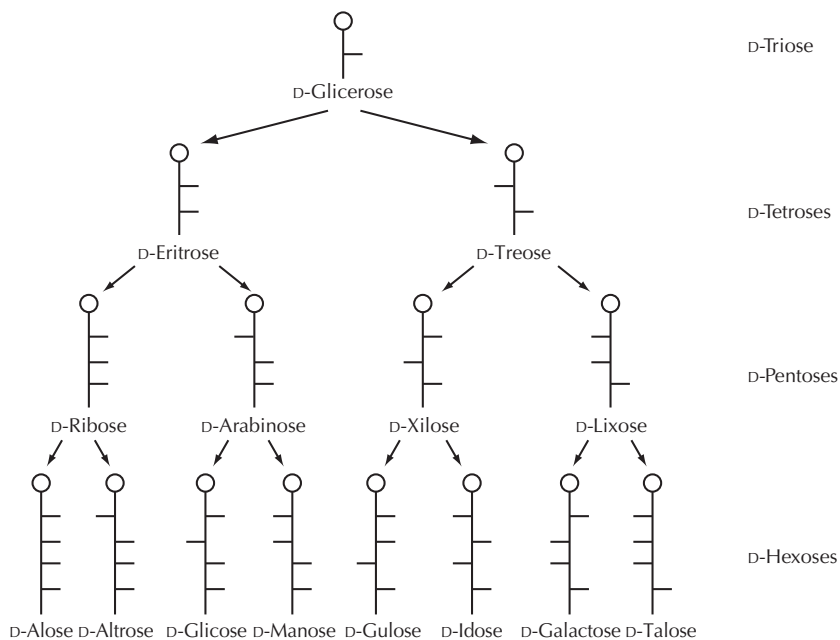 D-Triose
D-Glicerose
D-Tetroses
D-Eritrose D-Treose
D-Pentoses
D-Ribose D-Arabinose D-Xilose D-Lixose
D-Hexoses
D-Alose D-Altrose D-Glicose D-Manose D-Gulose D-Idose D-Galactose D-Talose